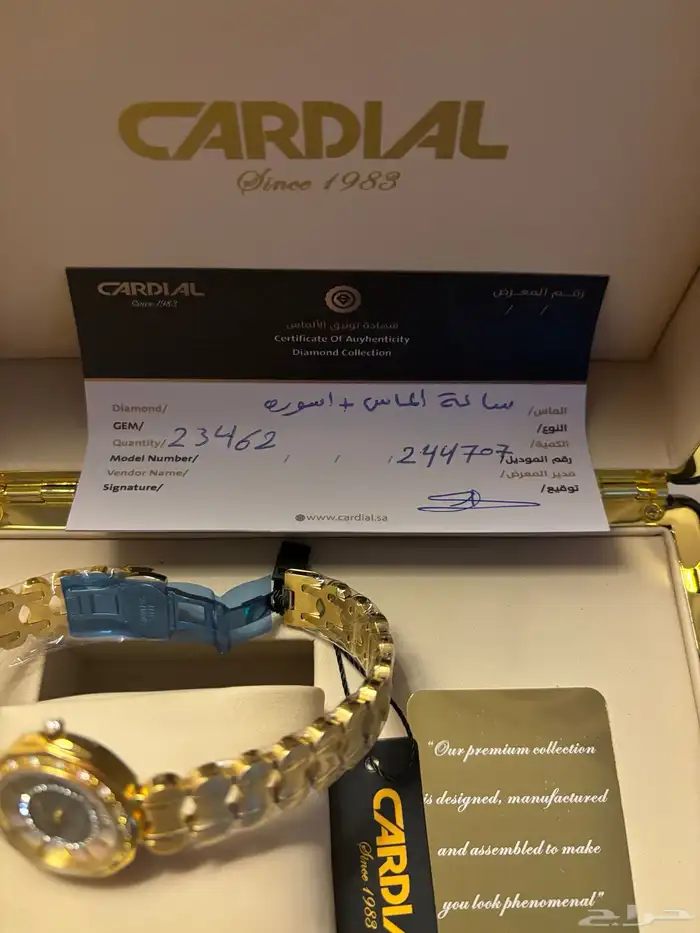 CARDIAL
Since 1983
CARDIAL
Since 1983
رقم المعرض
/ /
شهادة توثيق الألماس
Certificate Of Auyhenticity
Diamond Collection
Diamond/ ساعة الماس + اسوره الماس/
GEM/ النوع/
Quantity/ 23462 الكمية/
Model Number/ 244707 رقم الموديل/
Vendor Name/ مدير المعرض/
Signature/ توقيع/
www.cardial.sa
CARDIAL
Since 1983
"Our premium collection
is designed, manufactured
and assembled to make
you look phenomenal"
حراج